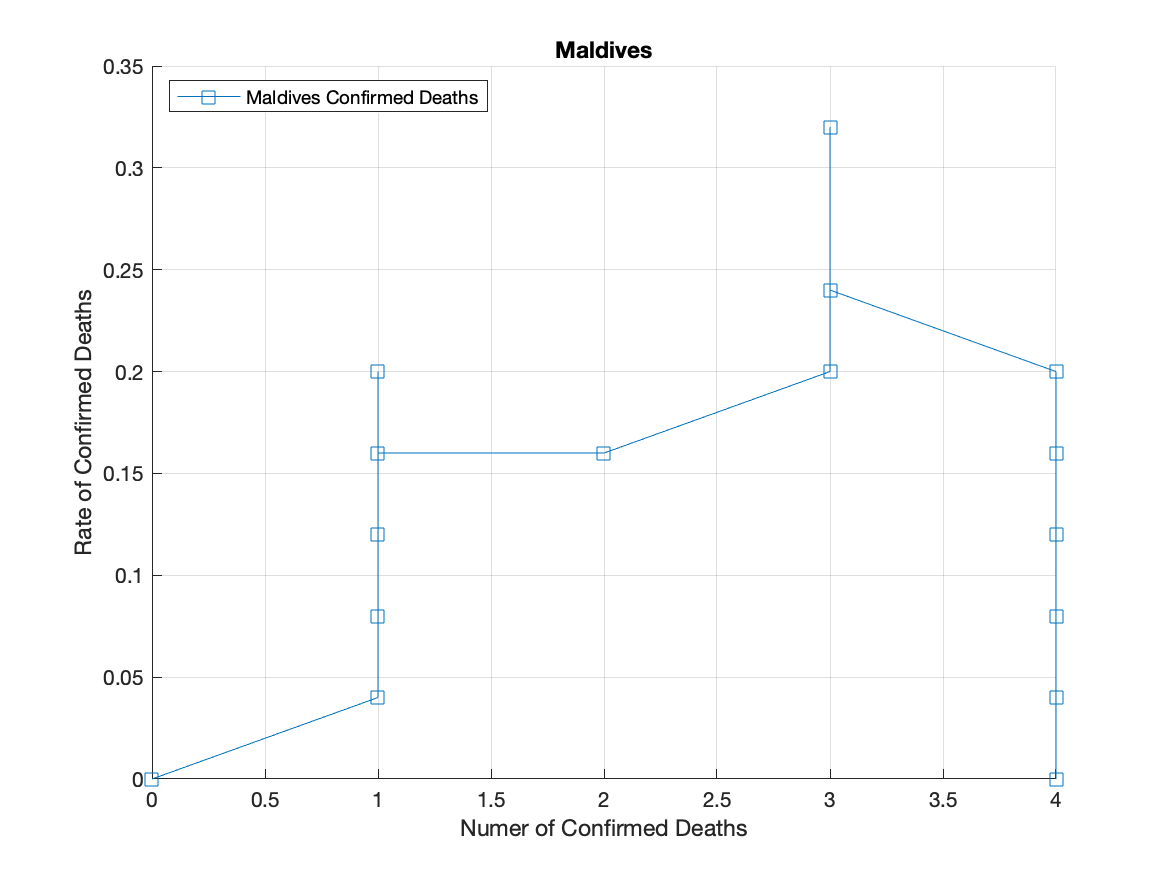 Maldives
Maldives Confirmed Deaths
0.35
0.3
0.25
0.2
0.15
0.1
0.05
0
Rate of Confirmed Deaths
0 0.5 1 1.5 2 2.5 3 3.5 4
Numer of Confirmed Deaths